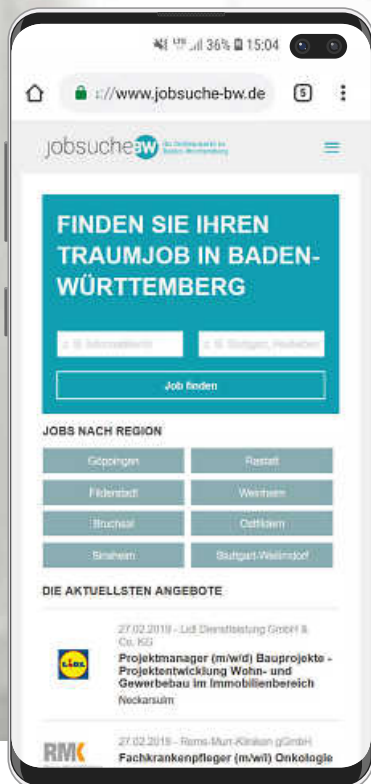 LTE 36% 15:04
://www.jobsuche-bw.de 5
jobsuche BW
FINDEN SIE IHREN
TRAUMJOB IN BADEN-
WÜRTTEMBERG
Job finden
JOBS NACH REGION
Göppingen Rastatt
Filderstadt Weinheim
Bruchsal Ostfildern
Sinsheim Stuttgart-Weilimdorf
DIE AKTUELLSTEN ANGEBOTE
27.02.2019 - Lidl Dienstleistung GmbH &
Co. KG
LIDL
Projektmanager (m/w/d) Bauprojekte -
Projektentwicklung Wohn- und
Gewerbebau im Immobilienbereich
Neckarsulm
27.02.2019 - Rems-Murr-Kliniken gGmbH
RMK
Fachkrankenpfleger (m/w/i) Onkologie